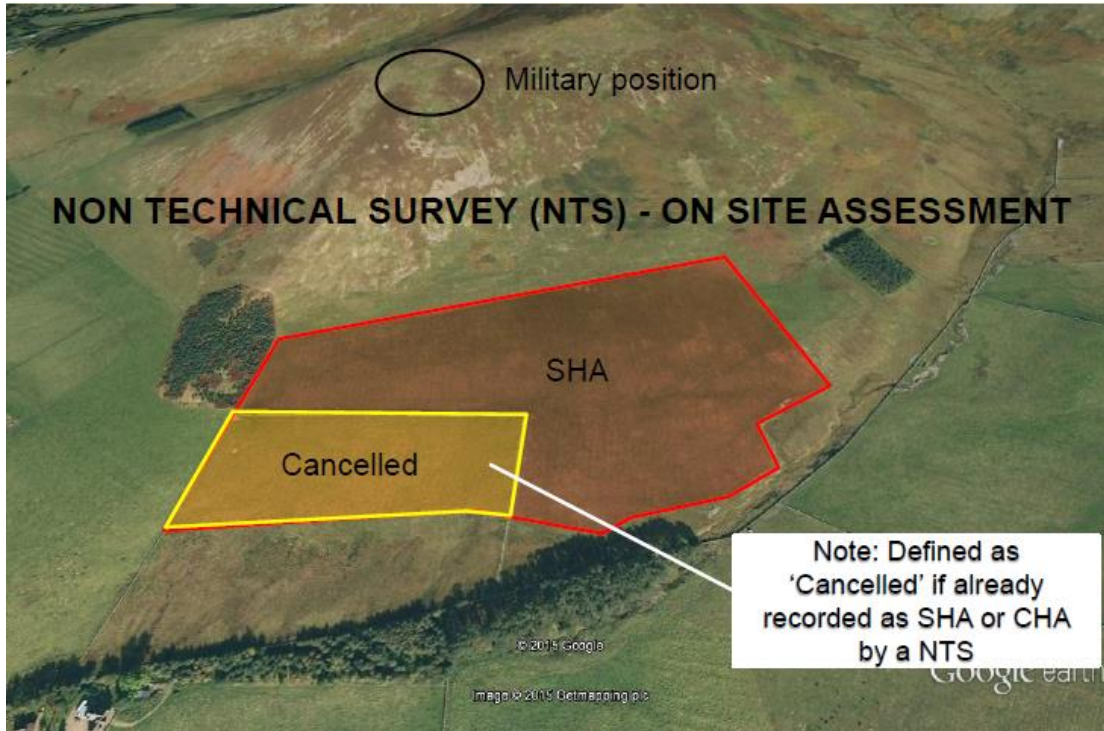 Military position
NON TECHNICAL SURVEY (NTS) - ON SITE ASSESSMENT
SHA
Cancelled
Note: Defined as
‘Cancelled’ if already
recorded as SHA or CHA
by a NTS
© 2015 Google
Google earth
Image © 2015 Getmapping plc